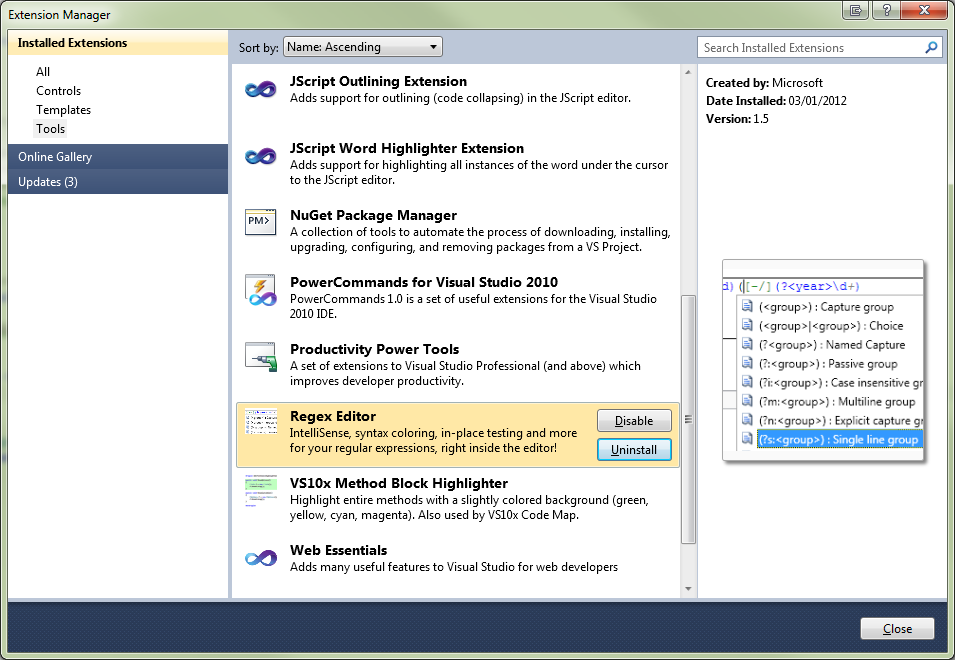 Extension Manager
Installed Extensions
All
Controls
Templates
Tools
Online Gallery
Updates (3)
Sort by: Name: Ascending
Search Installed Extensions
JScript Outlining Extension
Adds support for outlining (code collapsing) in the JScript editor.
JScript Word Highlighter Extension
Adds support for highlighting all instances of the word under the cursor
to the JScript editor.
PM>
NuGet Package Manager
A collection of tools to automate the process of downloading, installing,
upgrading, configuring, and removing packages from a VS Project.
PowerCommands for Visual Studio 2010
PowerCommands 1.0 is a set of useful extensions for the Visual Studio
2010 IDE.
Productivity Power Tools
A set of extensions to Visual Studio Professional (and above) which
improves developer productivity.
Regex Editor
IntelliSense, syntax coloring, in-place testing and more
for your regular expressions, right inside the editor!
Disable
Uninstall
VS10x Method Block Highlighter
Highlight entire methods with a slightly colored background (green,
yellow, cyan, magenta). Also used by VS10x Code Map.
Web Essentials
Adds many useful features to Visual Studio for web developers
Created by: Microsoft
Date Installed: 03/01/2012
Version: 1.5
d)([-/](?<year>\d+)
(<group>) : Capture group
(<group>|<group>) : Choice
(?<group>) : Named Capture
(?:<group>) : Passive group
(?i:<group>) : Case insensitive gr
(?m:<group>) : Multiline group
(?n:<group>) : Explicit capture gr
(?s:<group>) : Single line group
Close